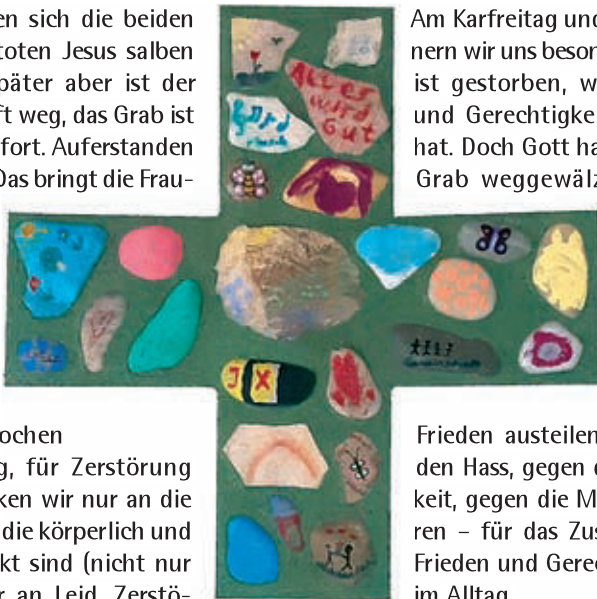 en sich die beiden
toten Jesus salben
päter aber ist der
ft weg, das Grab ist
fort. Auferstanden
Das bringt die Frau-
Am Karfreitag und
nern wir uns beson
ist gestorben, w
und Gerechtigke
hat. Doch Gott ha
Grab weggewälz
ALLES
wird
Gut
JX
Gemeinschaft
ochen
g, für Zerstörung
ken wir nur an die
die körperlich und
kt sind (nicht nur
r an Leid, Zerstö-
Frieden austeilen
den Hass, gegen
keit, gegen die M
ren – für das Zus
Frieden und Gerec
im Alltag.